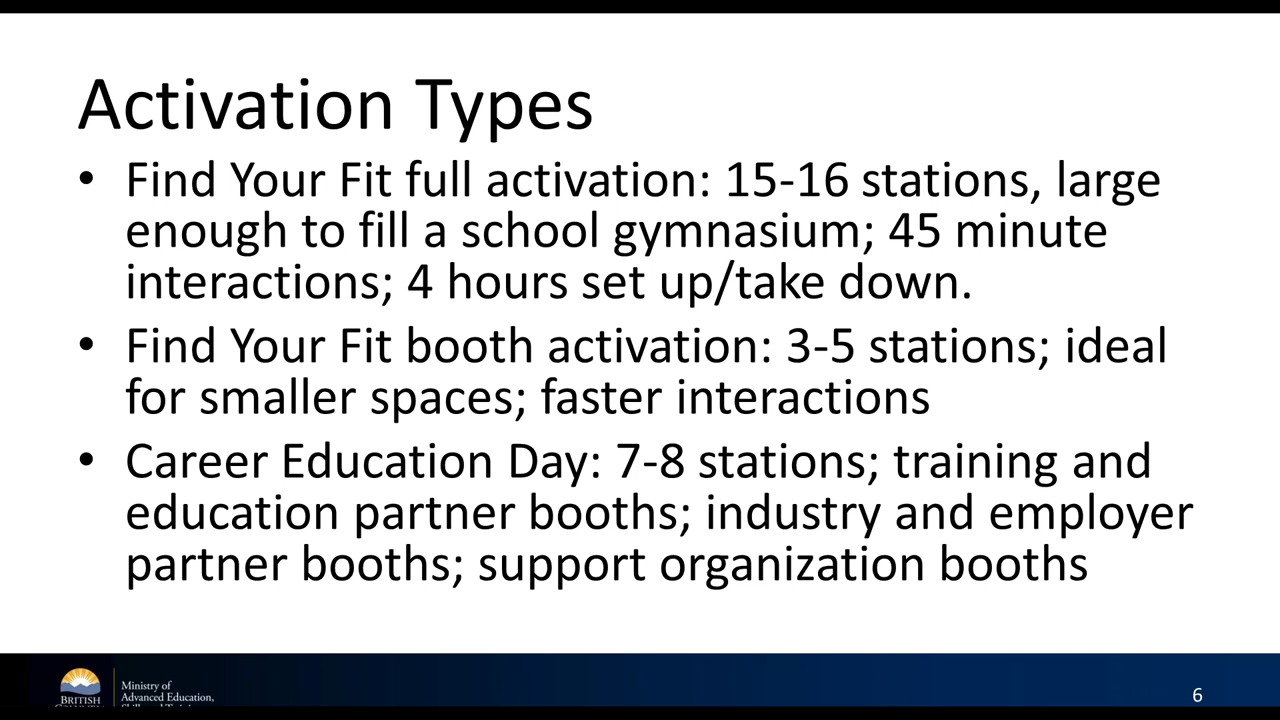 Activation Types
• Find Your Fit full activation: 15-16 stations, large
enough to fill a school gymnasium; 45 minute
interactions; 4 hours set up/take down.
• Find Your Fit booth activation: 3-5 stations; ideal
for smaller spaces; faster interactions
• Career Education Day: 7-8 stations; training and
education partner booths; industry and employer
partner booths; support organization booths
BRITISH
Ministry of
Advanced Education,
6